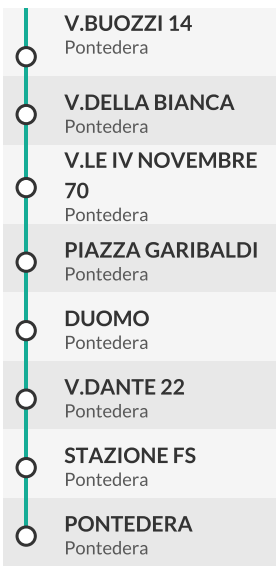 V.BUOZZI 14
Pontedera
V.DELLA BIANCA
Pontedera
V.LE IV NOVEMBRE
70
Pontedera
PIAZZA GARIBALDI
Pontedera
DUOMO
Pontedera
V.DANTE 22
Pontedera
STAZIONE FS
Pontedera
PONTEDERA
Pontedera